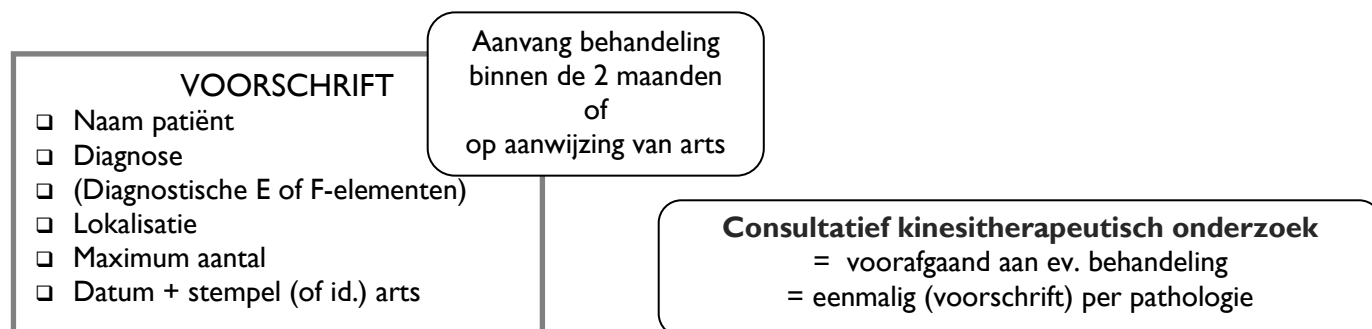 Aanvang behandeling
binnen de 2 maanden
of
op aanwijzing van arts
VOORSCHRIFT
❑ Naam patiënt
❑ Diagnose
❑ (Diagnostische E of F-elementen)
❑ Lokalisatie
❑ Maximum aantal
❑ Datum + stempel (of id.) arts
Consultatief kinesitherapeutisch onderzoek
= voorafgaand aan ev. behandeling
= eenmalig (voorschrift) per pathologie